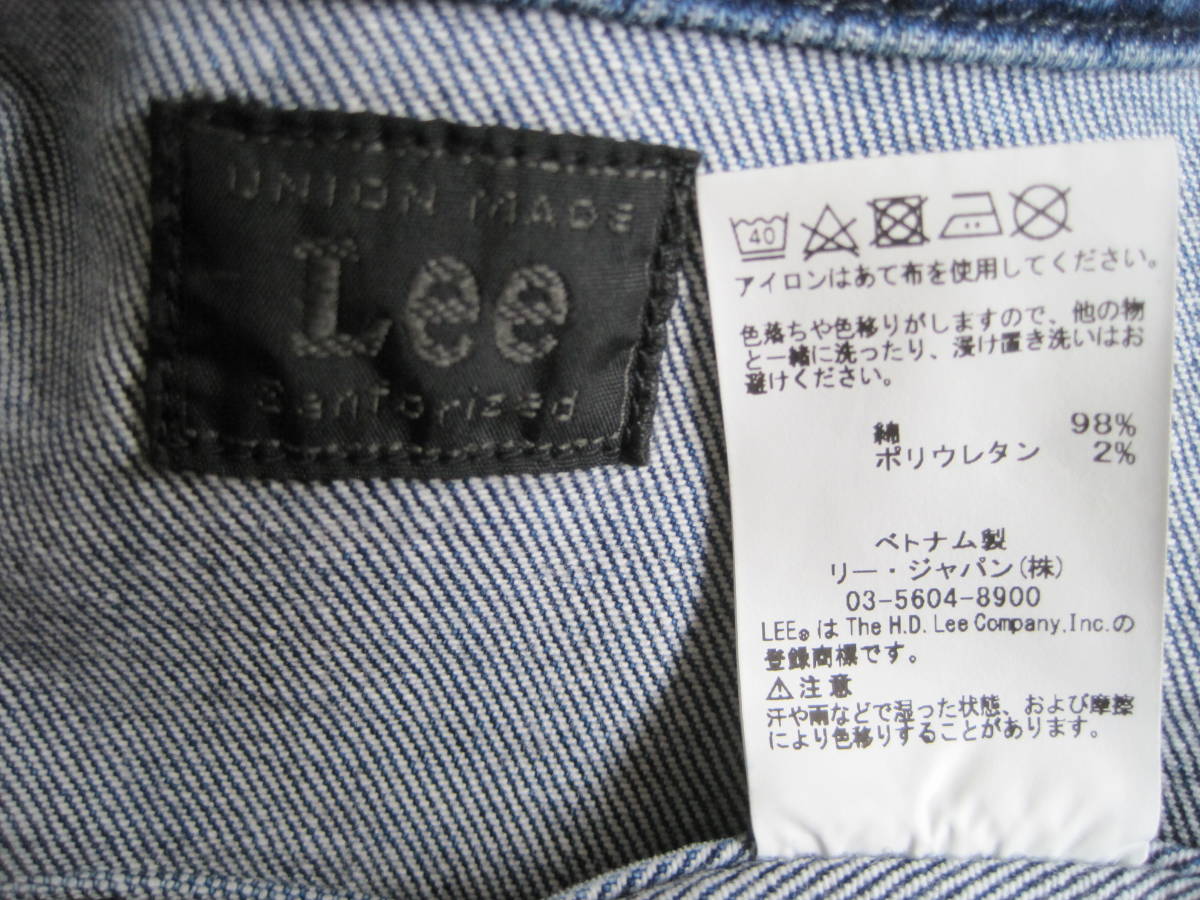 UNION MADE
Lee
Sanforized
40
アイロンはあて布を使用してください。
色落ちや色移りがしますので、他の物
と一緒に洗ったり、浸け置き洗いはお
避けください。
綿 98%
ポリウレタン 2%
ベトナム製
リー・ジャパン(株)
03-5604-8900
LEE®はThe H.D. Lee Company,Inc.の
登録商標です。
⚠注意
汗や雨などで湿った状態、および摩擦
により色移りすることがあります。